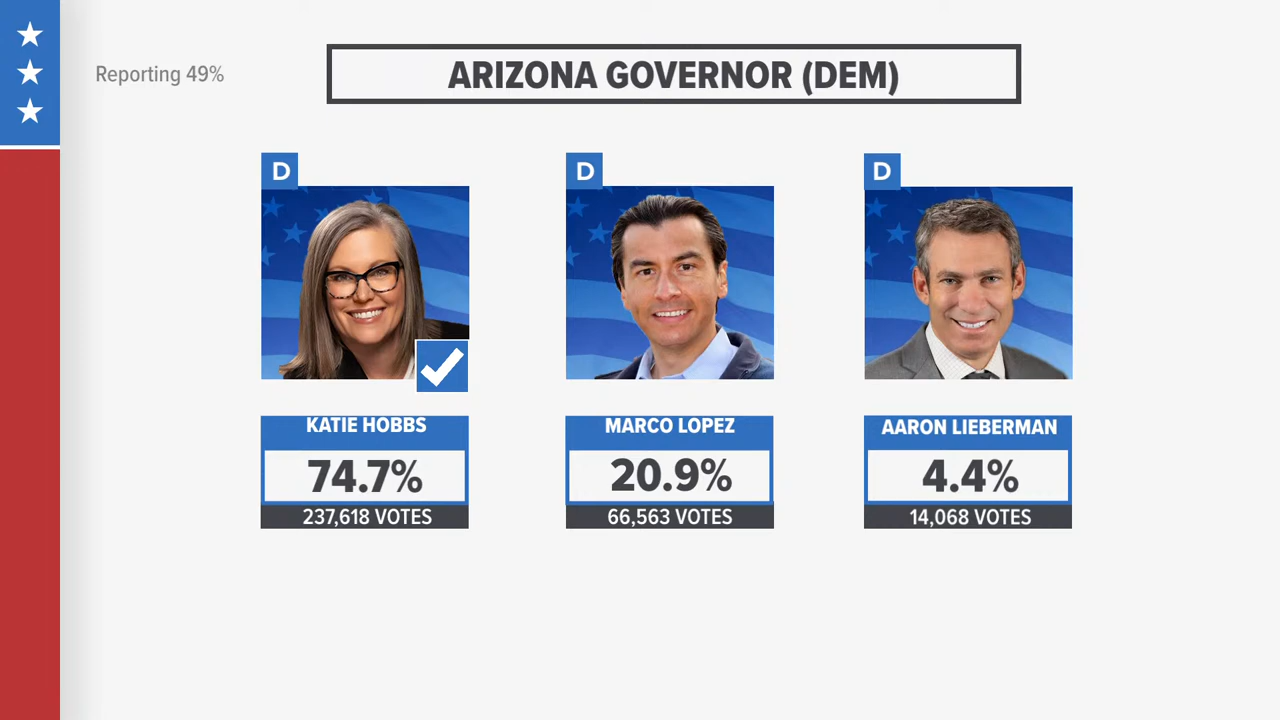 Reporting 49%
ARIZONA GOVERNOR (DEM)
D
D
D
KATIE HOBBS
74.7%
237,618 VOTES
MARCO LOPEZ
20.9%
66,563 VOTES
AARON LIEBERMAN
4.4%
14,068 VOTES